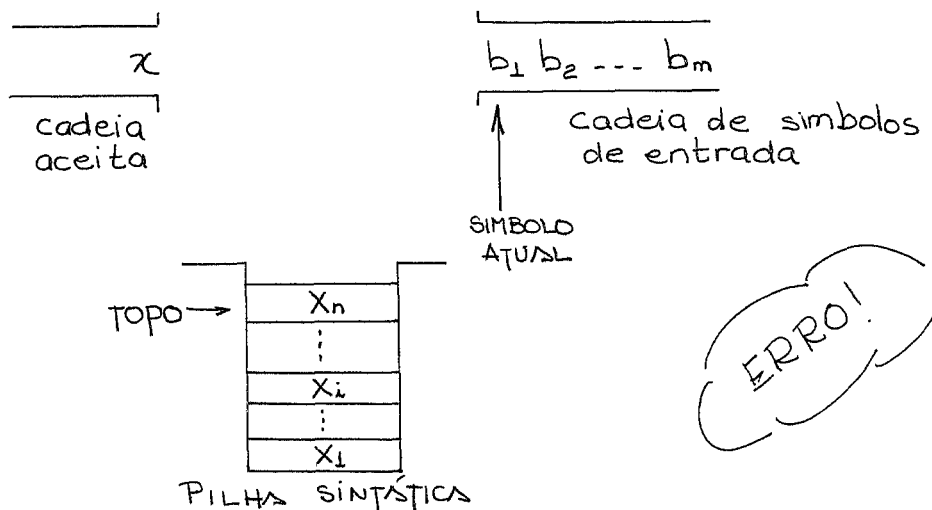 x
b₁ b₂ --- bₘ
cadeia
aceita
cadeia de simbolos
de entrada
SIMBOLO
ATUAL
TOPO
Xₙ
Xᵢ
X₁
PILHA SINTÁTICA
ERRO!